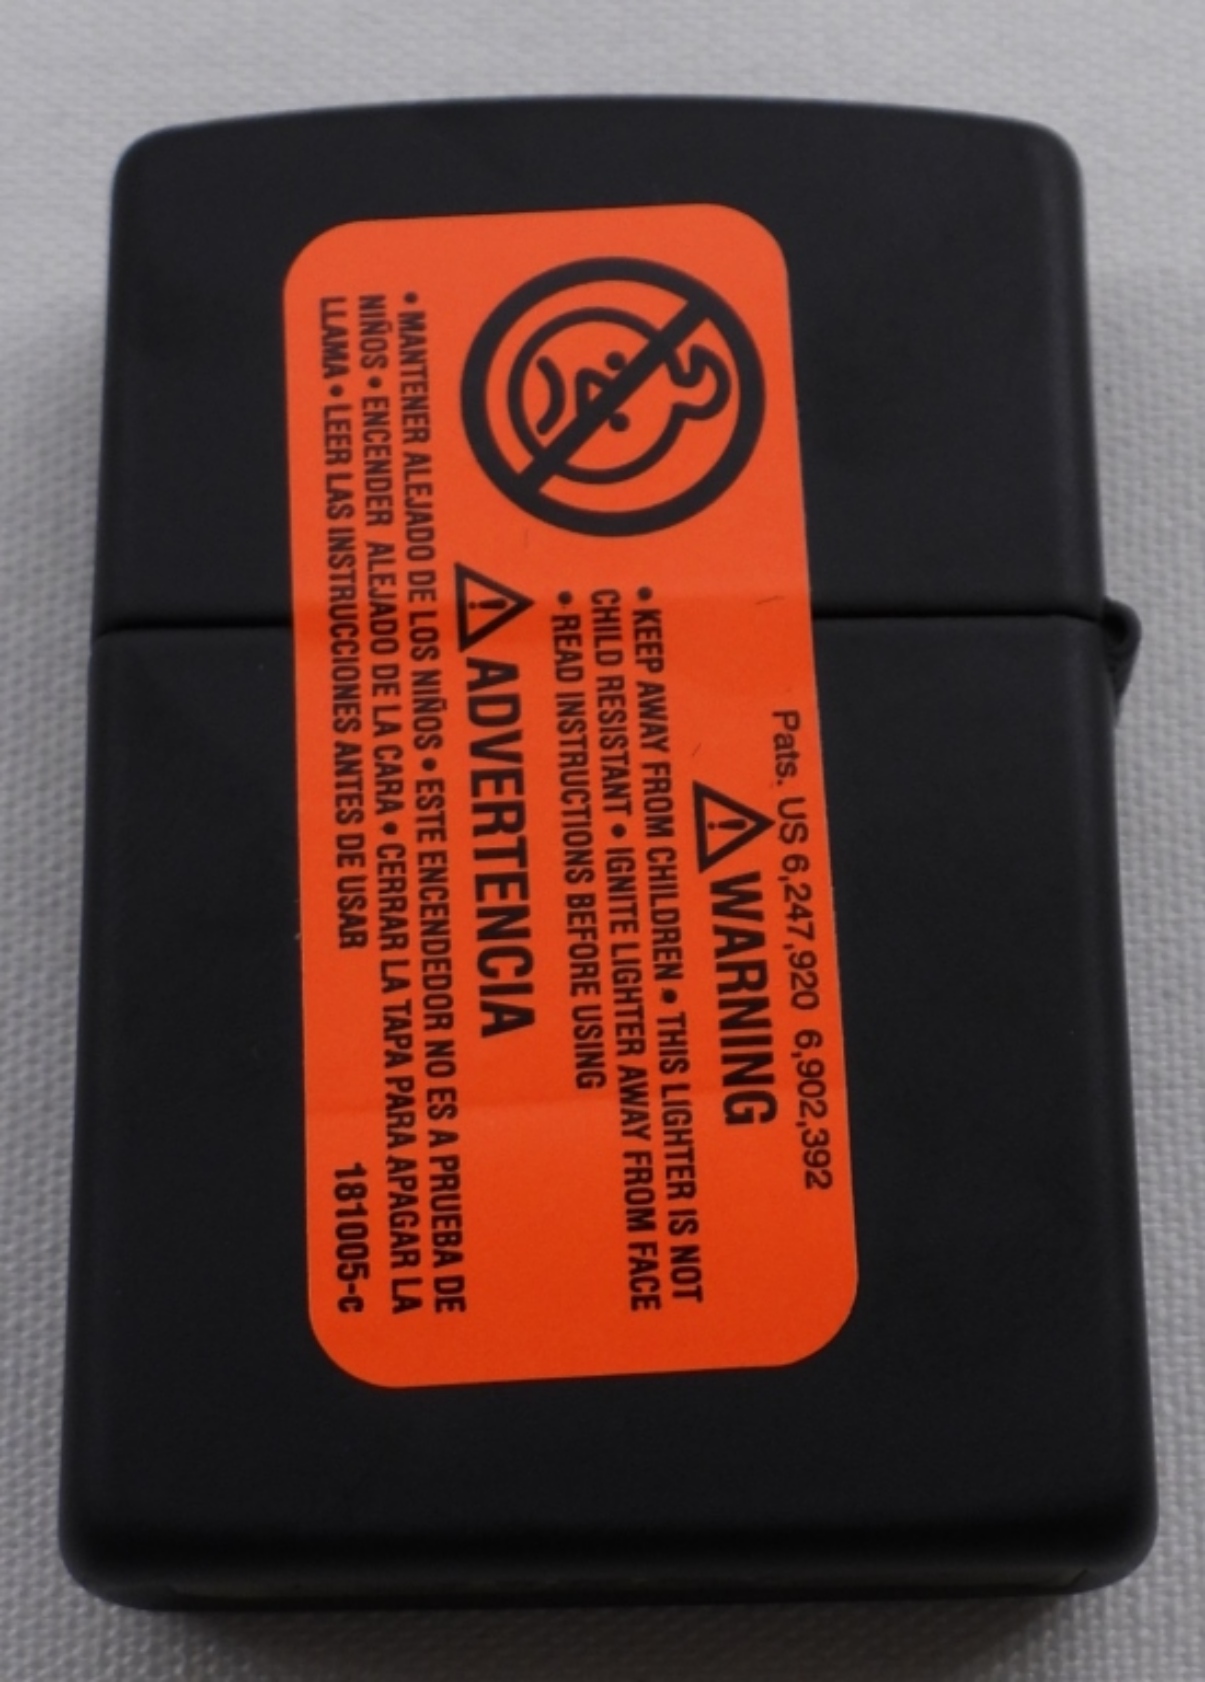 Pats. US 6,247,920 6,902,392
WARNING
• KEEP AWAY FROM CHILDREN • THIS LIGHTER IS NOT
CHILD RESISTANT • IGNITE LIGHTER AWAY FROM FACE
• READ INSTRUCTIONS BEFORE USING
ADVERTENCIA
• MANTENER ALEJADO DE LOS NIÑOS • ESTE ENCENDEDOR NO ES A PRUEBA DE
NIÑOS • ENCENDER ALEJADO DE LA CARA • CERRAR LA TAPA PARA APAGAR LA
LLAMA • LEER LAS INSTRUCIONES ANTES DE USAR 181005-c